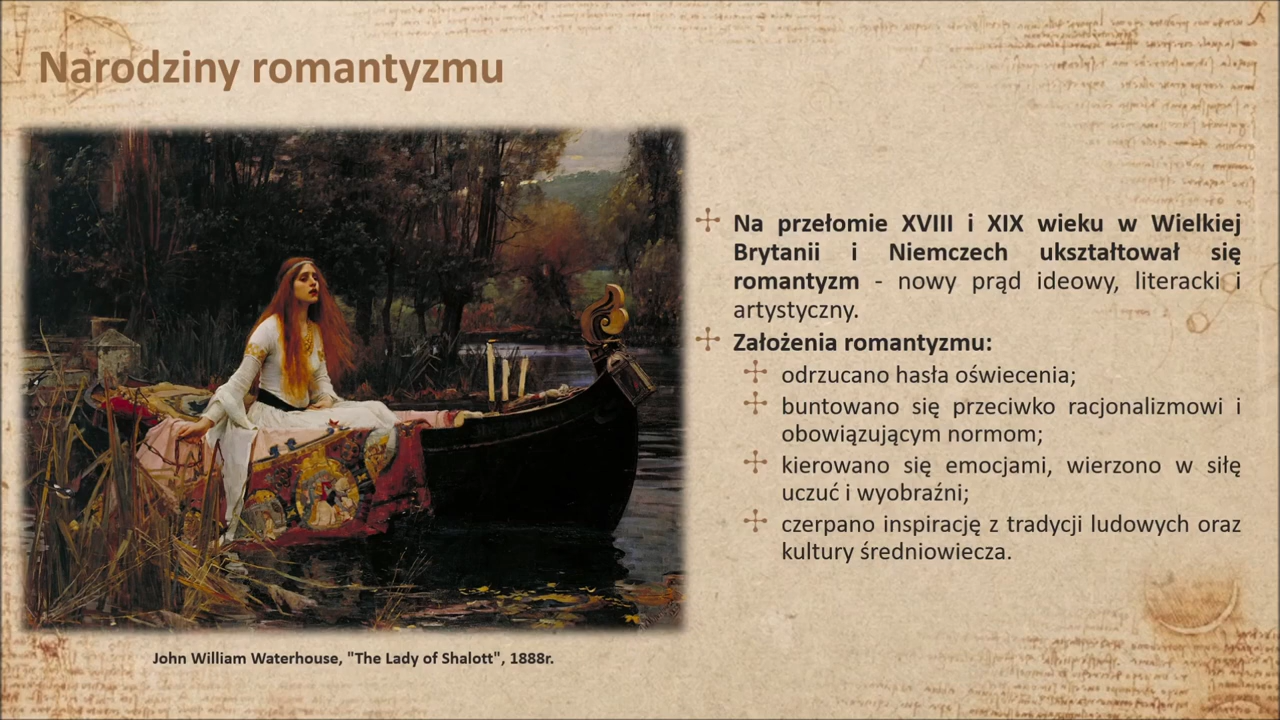 Narodziny romantyzmu
Na przełomie XVIII i XIX wieku w Wielkiej
Brytanii i Niemczech ukształtował się
romantyzm - nowy prąd ideowy, literacki i
artystyczny.
Założenia romantyzmu:
odrzucano hasła oświecenia;
buntowano się przeciwko racjonalizmowi i
obowiązującym normom;
kierowano się emocjami, wierzono w siłę
uczuć i wyobraźni;
czerpano inspirację z tradycji ludowych oraz
kultury średniowiecza.
John William Waterhouse, "The Lady of Shalott", 1888r.